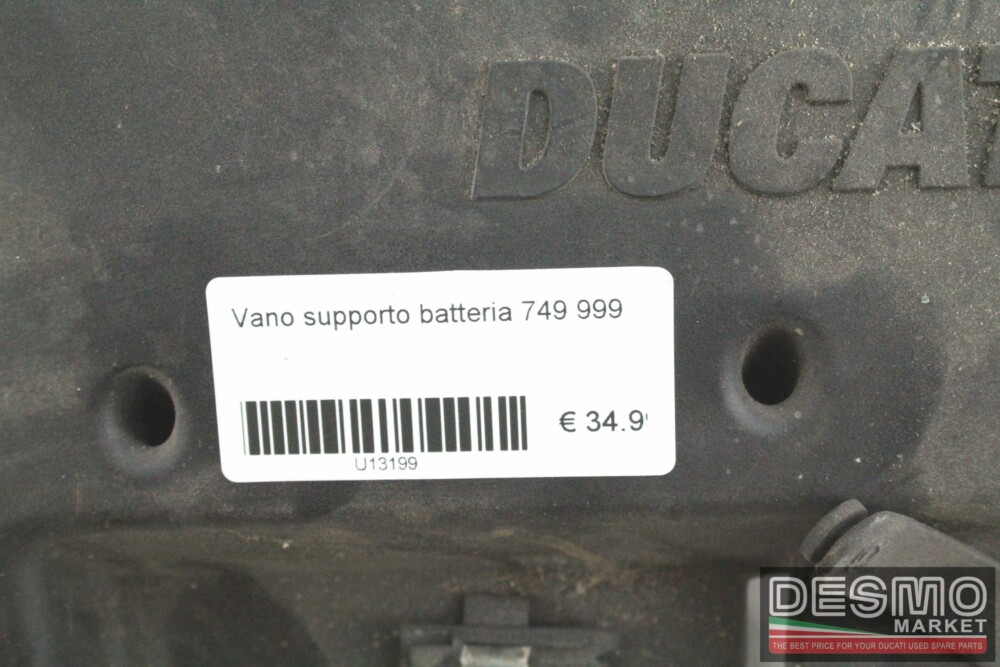 DUCAT
Vano supporto batteria 749 999
€ 34.9
U13199
DESMO
MARKET
THE BEST PRICE FOR YOUR DUCATI USED SPARE PARTS